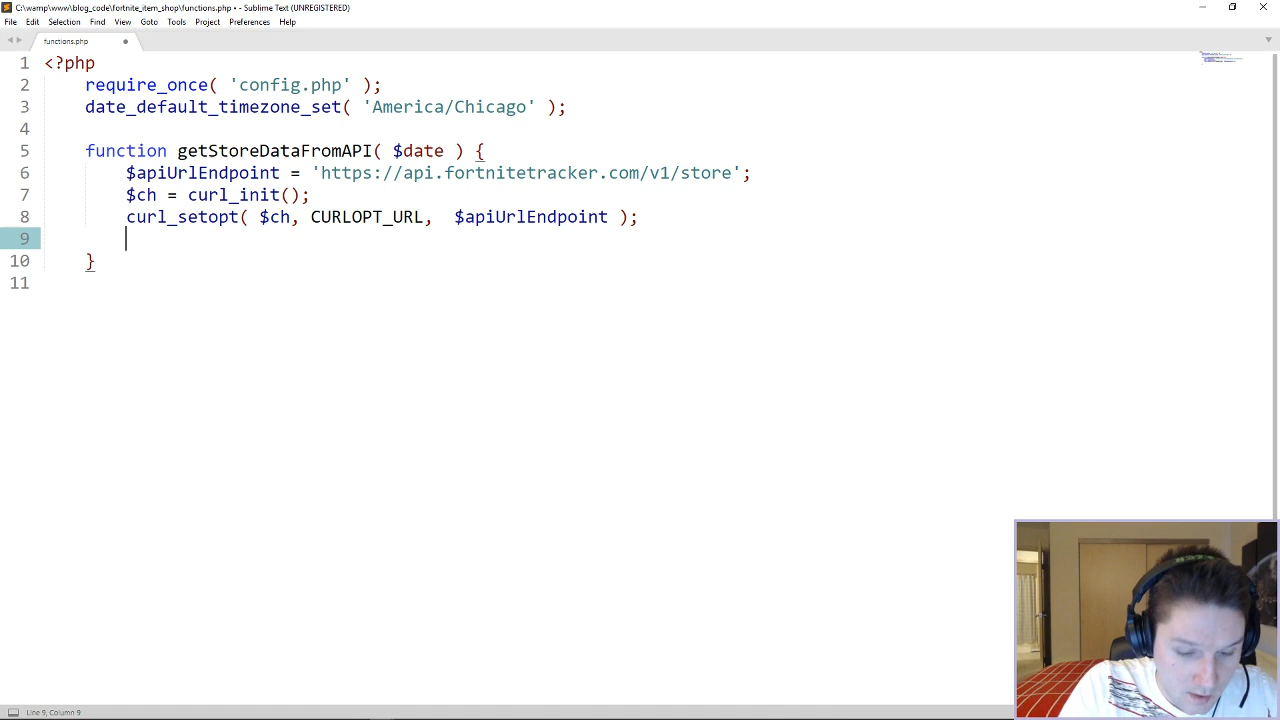 C:\wamp\www\blog_code\fortnite_item_shop\functions.php • - Sublime Text (UNREGISTERED)
File Edit Selection Find View Goto Tools Project Preferences Help
functions.php
1 <?php
2 require_once( 'config.php' );
3 date_default_timezone_set( 'America/Chicago' );
4
5 function getStoreDataFromAPI( $date ) {
6 $apiUrlEndpoint = 'https://api.fortnitetracker.com/v1/store';
7 $ch = curl_init();
8 curl_setopt( $ch, CURLOPT_URL,  $apiUrlEndpoint );
9
10 }
11
Line 9, Column 9